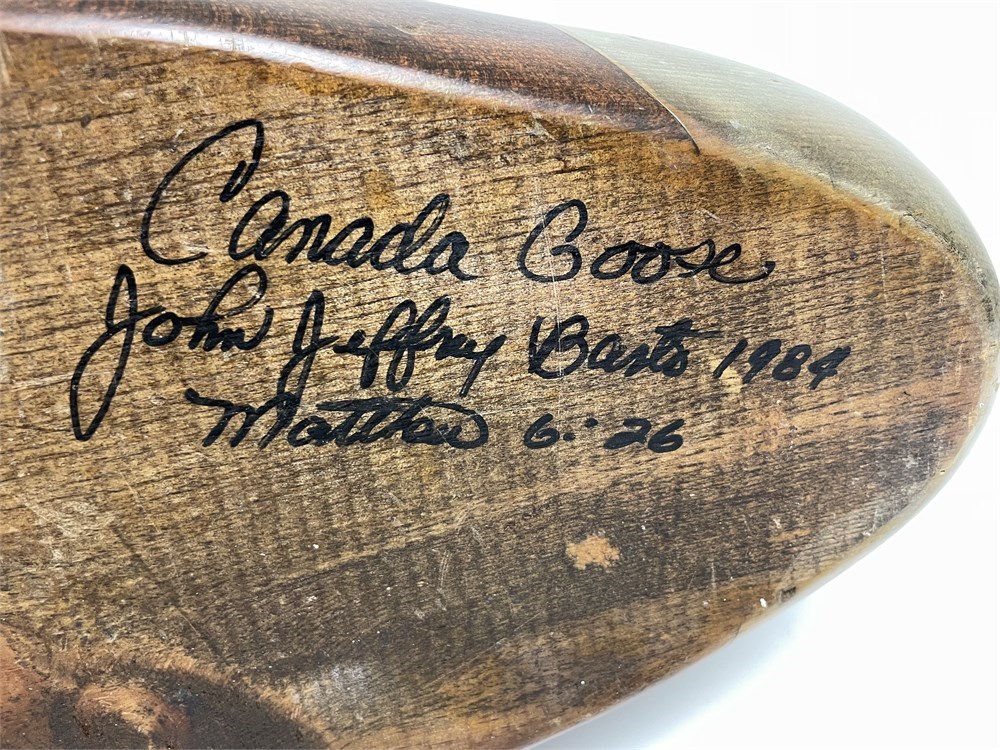 Canada Goose
John Jeffrey Barto 1984
Matthew 6:26